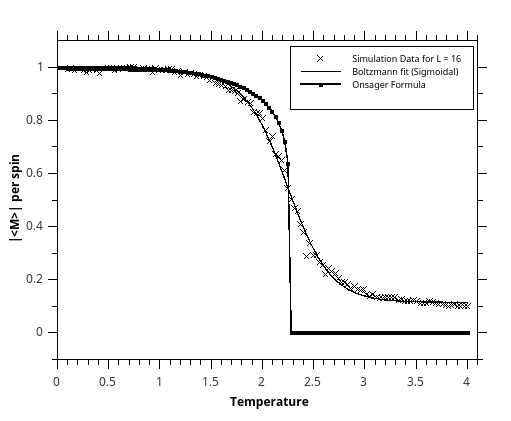 Simulation Data for L = 16
Boltzmann fit (Sigmoidal)
Onsager Formula
|<M>| per spin
1
0.8
0.6
0.4
0.2
0
0 0.5 1 1.5 2 2.5 3 3.5 4
Temperature